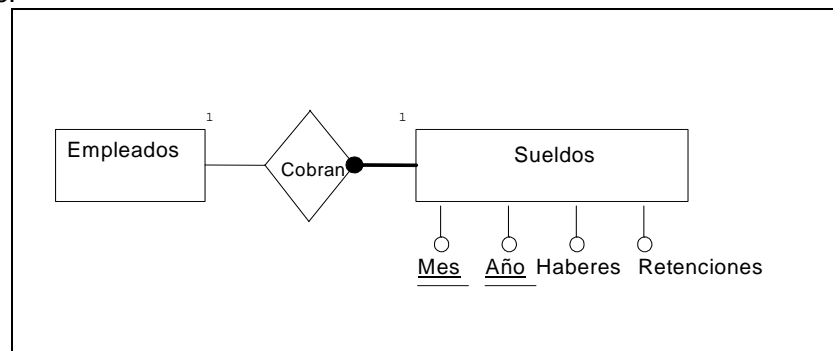 1 1
Empleados
Cobran
Sueldos
Mes Año Haberes Retenciones